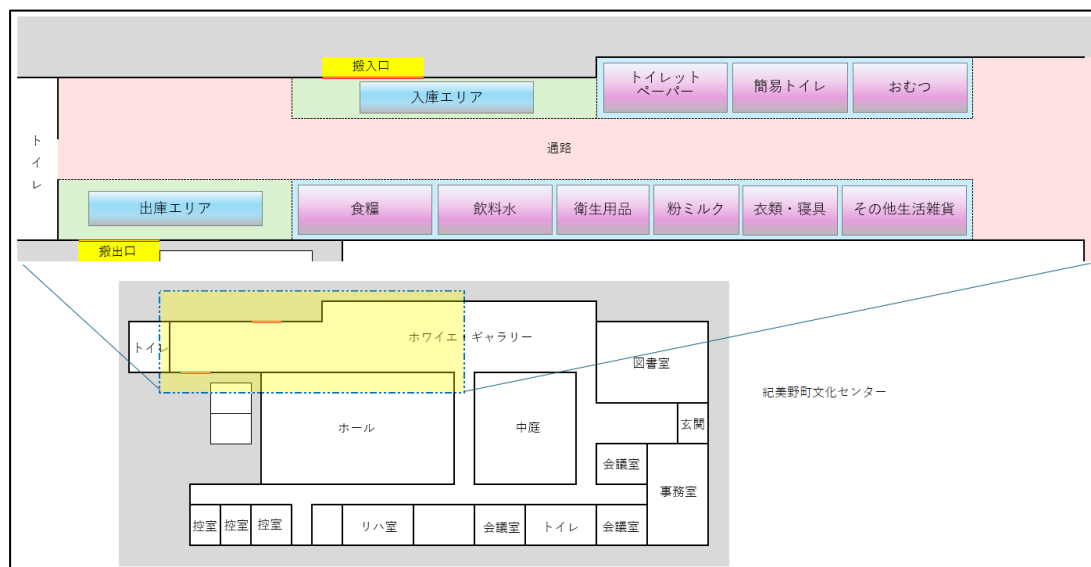 搬入口
トイレット
ペーパー
簡易トイレ
おむつ
入庫エリア
トイレ
通路
出庫エリア
食糧
飲料水
衛生用品
粉ミルク
衣類・寝具
その他生活雑貨
搬出口
トイレ
ホワイエ・ギャラリー
図書室
紀美野町文化センター
玄関
ホール
中庭
会議室
事務室
控室
控室
控室
リハ室
会議室
トイレ
会議室